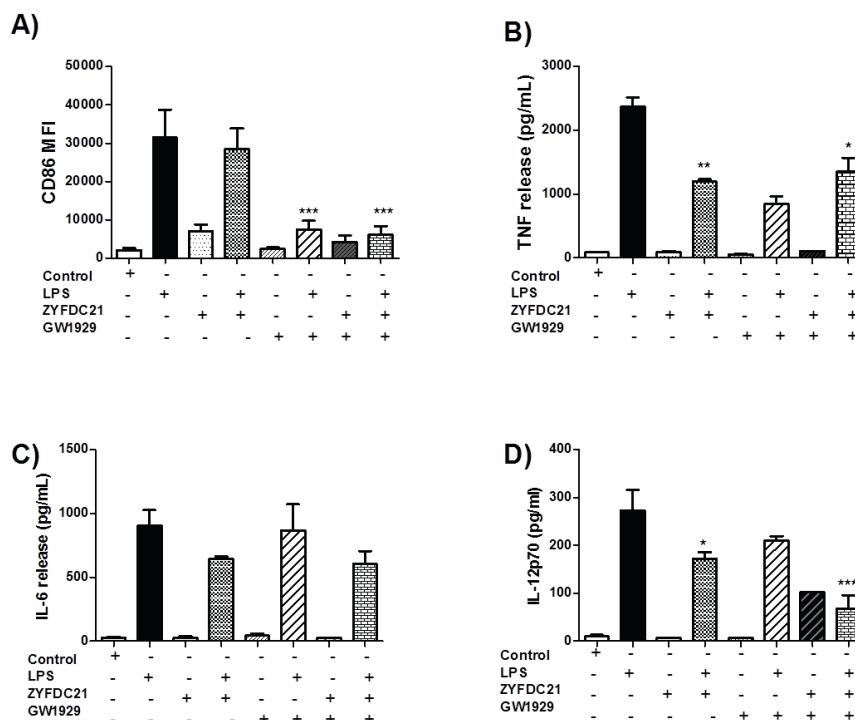 A)
50000
40000
30000
20000
10000
0
CD86 MFI
*** ***
Control + - - - - - - -
LPS - + - + - + - +
ZYFDC21 - - + + - - + +
GW1929 - - - - + + + +
B)
3000
2000
1000
0
TNF release (pg/mL)
** *
Control + - - - - - - -
LPS - + - + - + - +
ZYFDC21 - - + + - - + +
GW1929 - - - - + + + +
C)
1500
1000
500
0
IL-6 release (pg/mL)
Control + - - - - - - -
LPS - + - + - + - +
ZYFDC21 - - + + - - + +
GW1929 - - - - + + + +
D)
400
300
200
100
0
IL-12p70 (pg/ml)
* ***
Control + - - - - - - -
LPS - + - + - + - +
ZYFDC21 - - + + - - + +
GW1929 - - - - + + + +